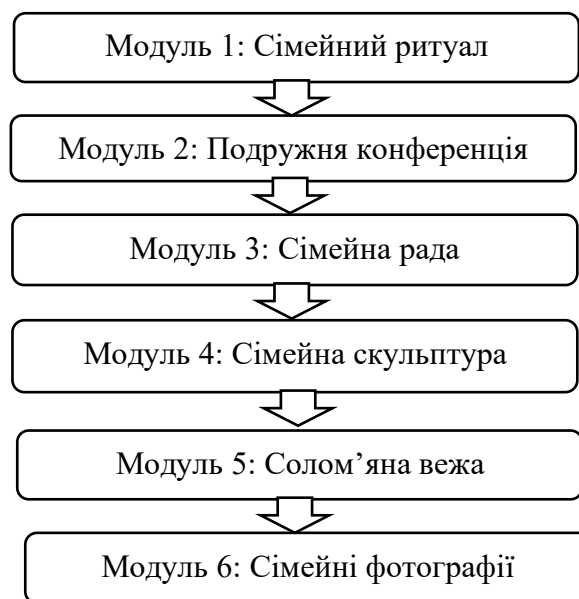 Модуль 1: Сімейний ритуал
Модуль 2: Подружня конференція
Модуль 3: Сімейна рада
Модуль 4: Сімейна скульптура
Модуль 5: Солом’яна вежа
Модуль 6: Сімейні фотографії